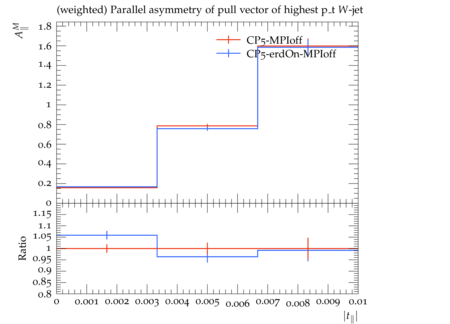 (weighted) Parallel asymmetry of pull vector of highest p_t W-jet
A^M_∥
1.8
1.6
CP5-MPIoff
1.4
CP5-erdOn-MPIoff
1.2
1
0.8
0.6
0.4
0.2
0
Ratio
1.15
1.1
1.05
1
0.95
0.9
0.85
0.8
0 0.001 0.002 0.003 0.004 0.005 0.006 0.007 0.008 0.009 0.01
|t_∥|